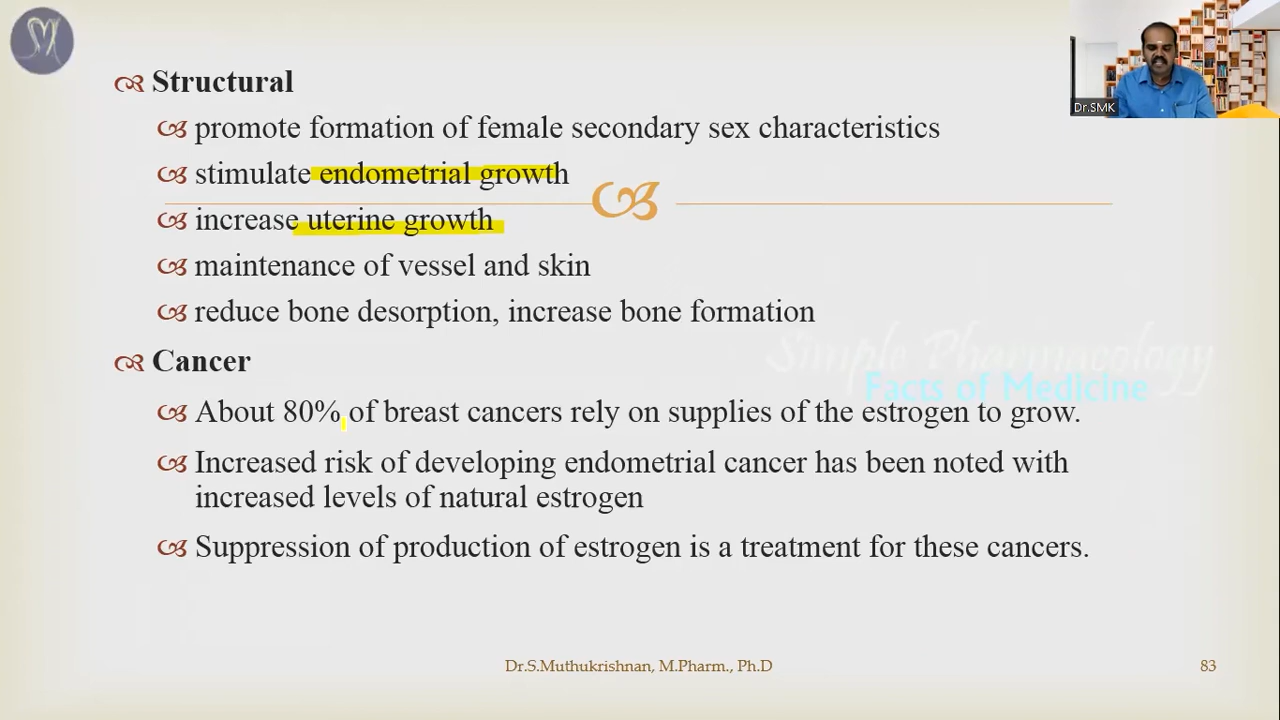 Structural
promote formation of female secondary sex characteristics
stimulate endometrial growth
increase uterine growth
maintenance of vessel and skin
reduce bone desorption, increase bone formation
Cancer
About 80% of breast cancers rely on supplies of the estrogen to grow.
Increased risk of developing endometrial cancer has been noted with
increased levels of natural estrogen
Suppression of production of estrogen is a treatment for these cancers.
Simple Pharmacology
Facts of Medicine
Dr.SMK
Dr.S.Muthukrishnan, M.Pharm., Ph.D
83